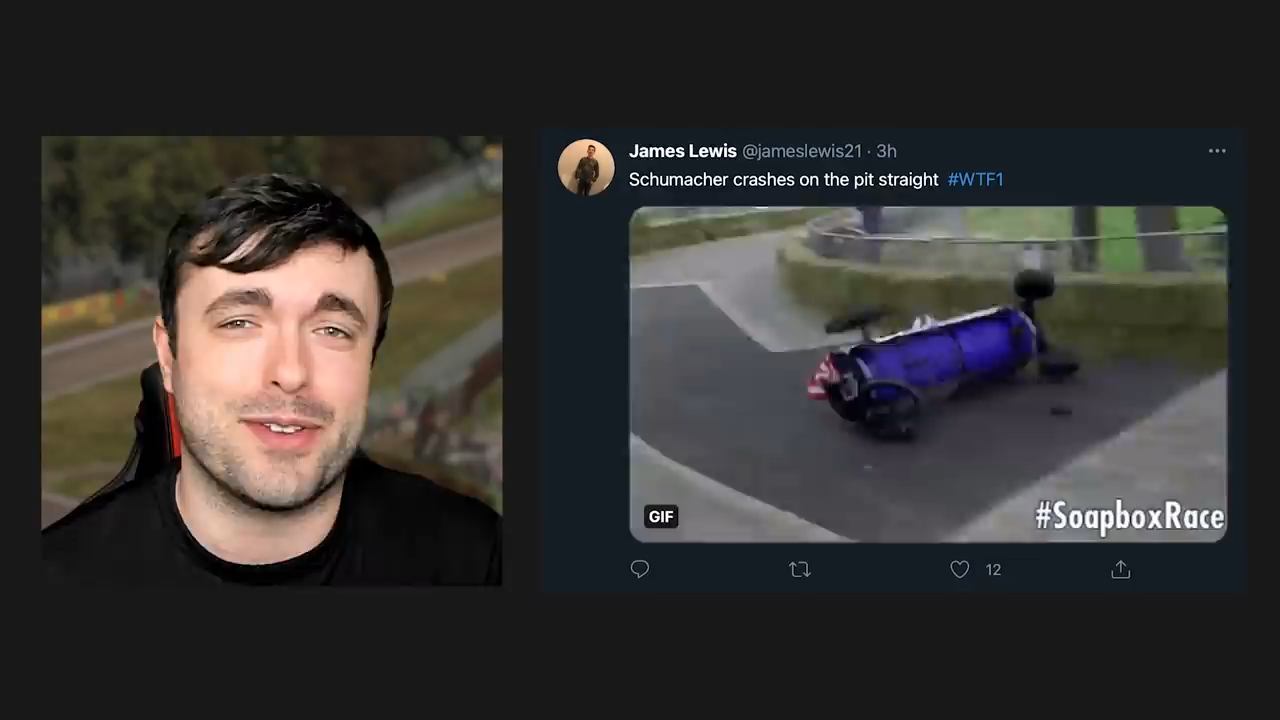 James Lewis @jameslewis21 · 3h
Schumacher crashes on the pit straight #WTF1
#SoapboxRace
GIF
12